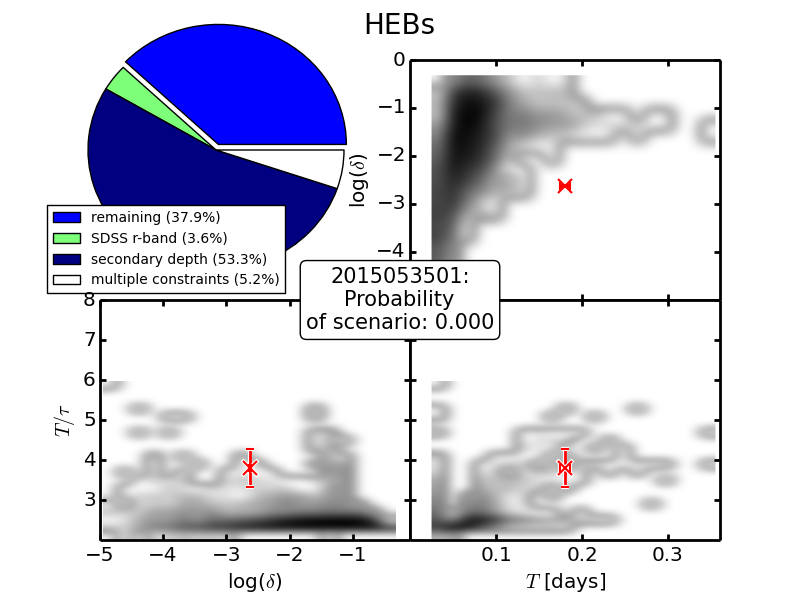 HEBs
remaining (37.9%)
SDSS r-band (3.6%)
secondary depth (53.3%)
multiple constraints (5.2%)
0
−1
−2
−3
−4
log(δ)
2015053501:
Probability
of scenario: 0.000
8
7
6
5
4
3
T/τ
−5 −4 −3 −2 −1
log(δ)
0.1 0.2 0.3
T [days]